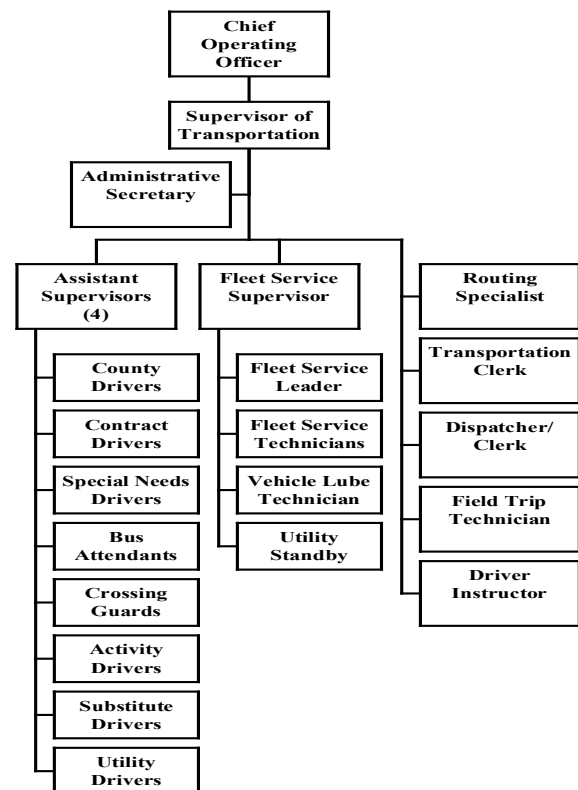 Chief
Operating
Officer
Supervisor of
Transportation
Administrative
Secretary
Assistant
Supervisors
(4)
County
Drivers
Contract
Drivers
Special Needs
Drivers
Bus
Attendants
Crossing
Guards
Activity
Drivers
Substitute
Drivers
Utility
Drivers
Fleet Service
Supervisor
Fleet Service
Leader
Fleet Service
Technicians
Vehicle Lube
Technician
Utility
Standby
Routing
Specialist
Transportation
Clerk
Dispatcher/
Clerk
Field Trip
Technician
Driver
Instructor